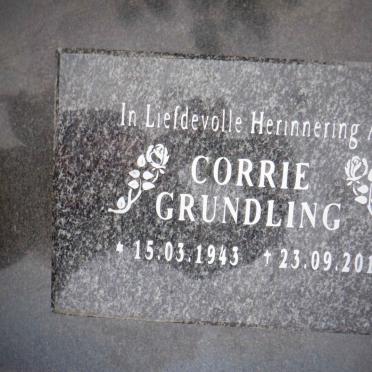 In Liefdevolle Herinnering A
CORRIE
GRUNDLING
* 15.03.1943 † 23.09.201